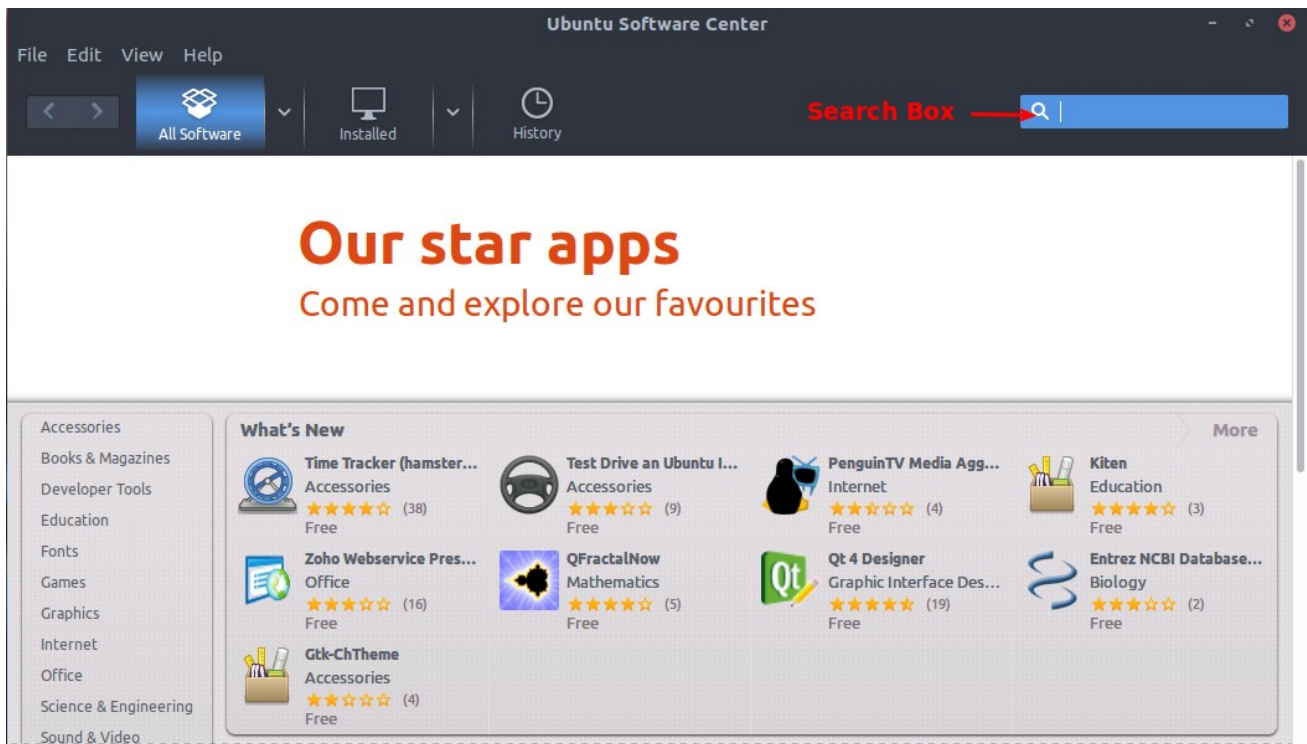 Ubuntu Software Center
File Edit View Help
All Software
Installed
History
Search Box
Our star apps
Come and explore our favourites
Accessories
Books & Magazines
Developer Tools
Education
Fonts
Games
Graphics
Internet
Office
Science & Engineering
Sound & Video
What's New
More
Time Tracker (hamster...
Accessories
(38)
Free
Test Drive an Ubuntu I...
Accessories
(9)
Free
PenguinTV Media Agg...
Internet
(4)
Free
Kiten
Education
(3)
Free
Zoho Webservice Pres...
Office
(16)
Free
QFractalNow
Mathematics
(5)
Free
Qt
Qt 4 Designer
Graphic Interface Des...
(19)
Free
Entrez NCBI Database...
Biology
(2)
Free
Gtk-ChTheme
Accessories
(4)
Free